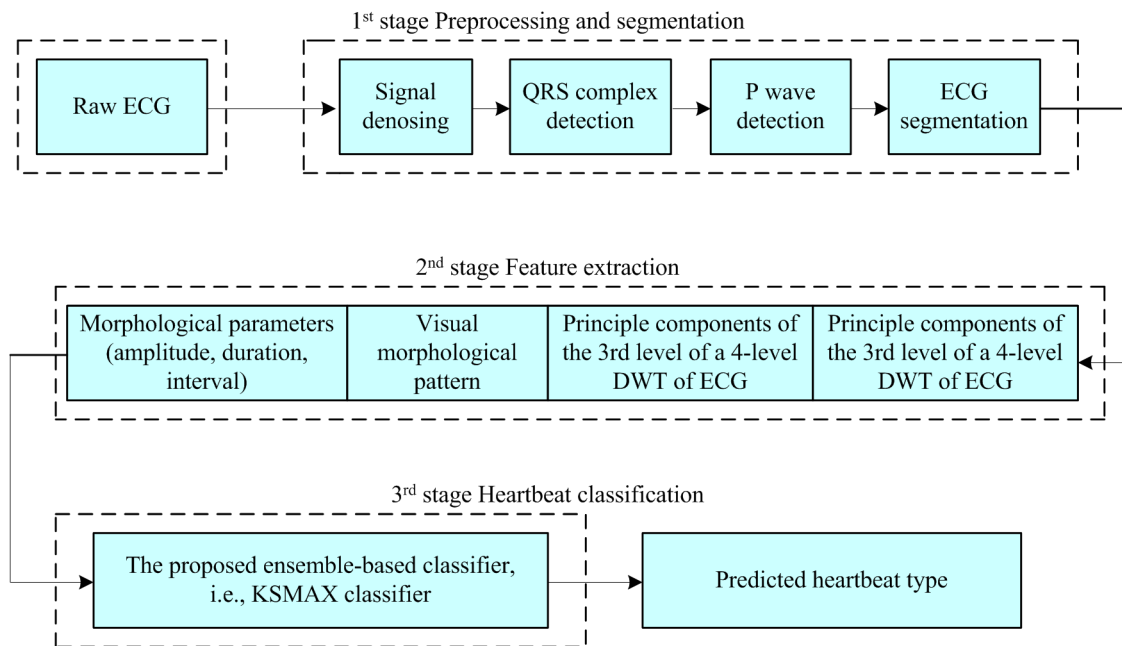 1st stage Preprocessing and segmentation
Raw ECG
Signal
denosing
QRS complex
detection
P wave
detection
ECG
segmentation
2nd stage Feature extraction
Morphological parameters
(amplitude, duration,
interval)
Visual
morphological
pattern
Principle components of
the 3rd level of a 4-level
DWT of ECG
Principle components of
the 3rd level of a 4-level
DWT of ECG
3rd stage Heartbeat classification
The proposed ensemble-based classifier,
i.e., KSMAX classifier
Predicted heartbeat type